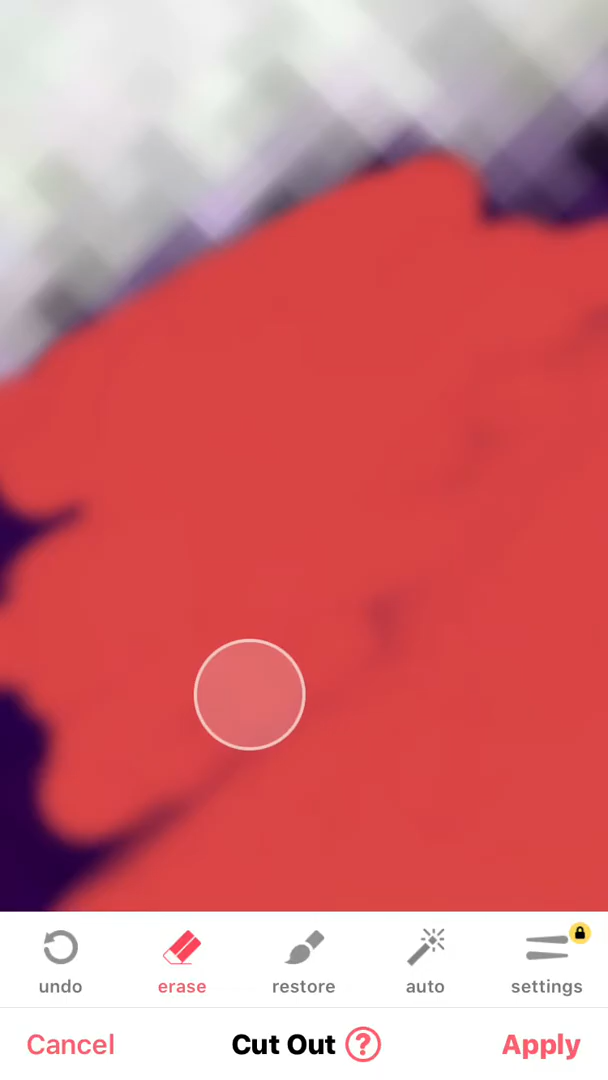 undo
erase
restore
auto
settings
Cancel
Cut Out ?
Apply